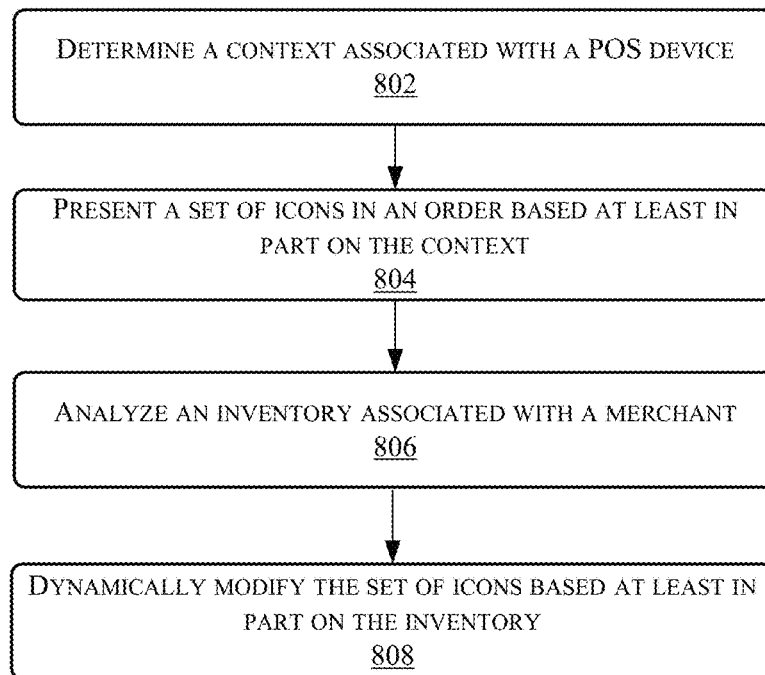 DETERMINE A CONTEXT ASSOCIATED WITH A POS DEVICE
802
PRESENT A SET OF ICONS IN AN ORDER BASED AT LEAST IN
PART ON THE CONTEXT
804
ANALYZE AN INVENTORY ASSOCIATED WITH A MERCHANT
806
DYNAMICALLY MODIFY THE SET OF ICONS BASED AT LEAST IN
PART ON THE INVENTORY
808